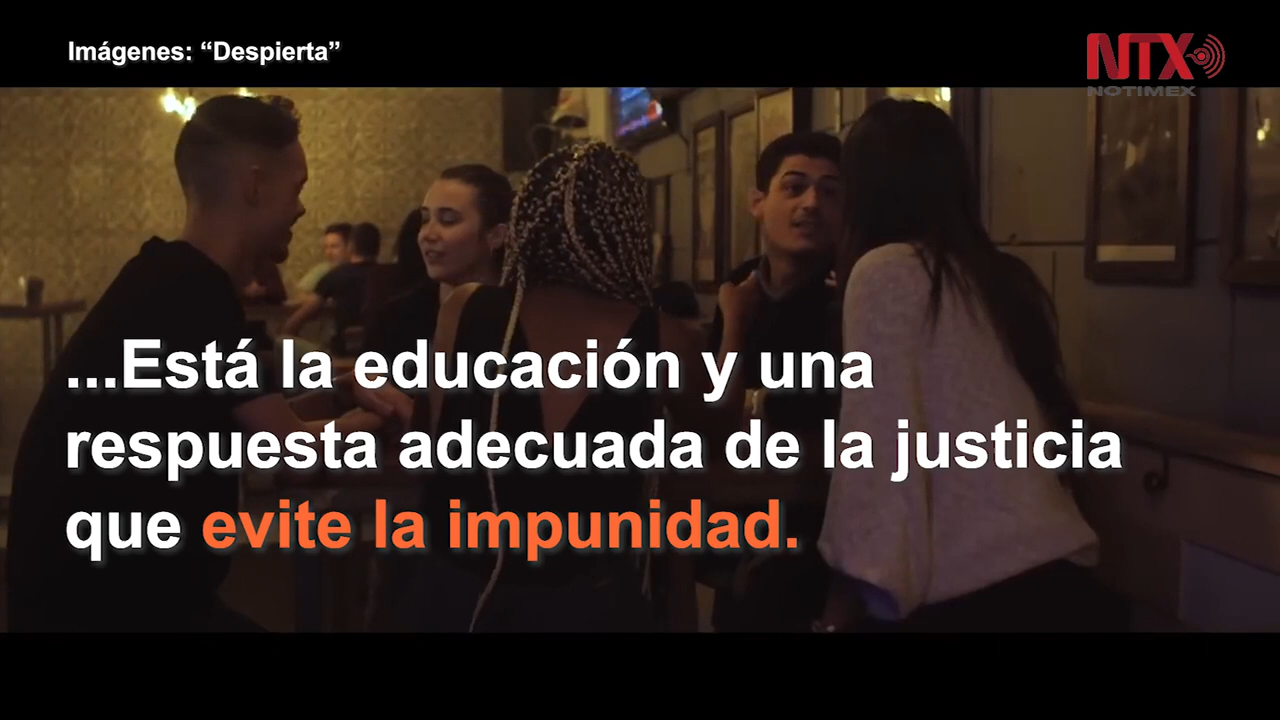 Imágenes: “Despierta”
NTX
NOTIMEX
...Está la educación y una
respuesta adecuada de la justicia
que evite la impunidad.